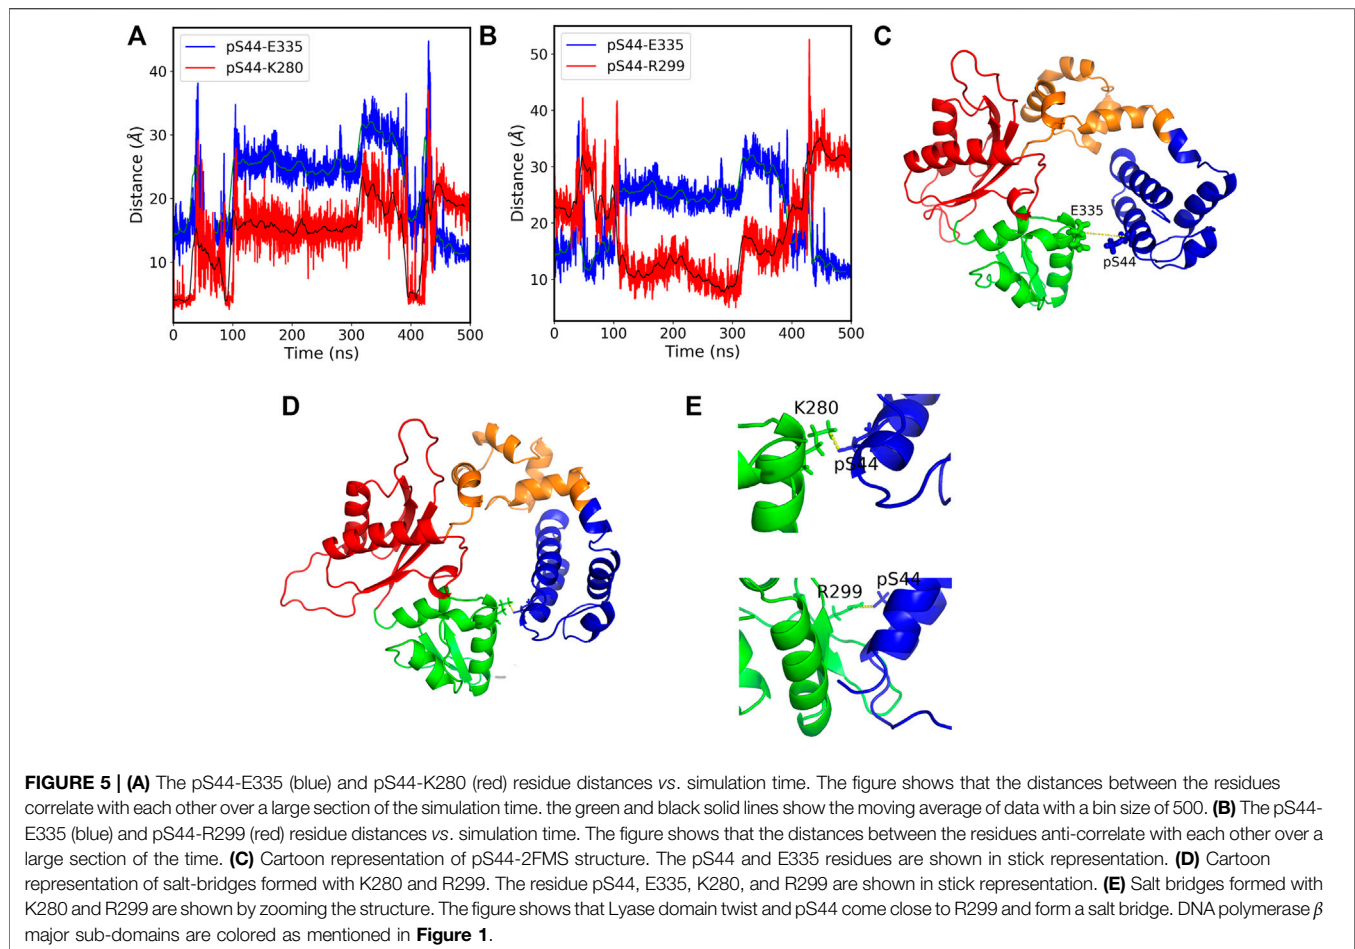 A
pS44-E335
pS44-K280
Distance (Å)
40
30
20
10
0
100
200
300
400
500
Time (ns)
B
pS44-E335
pS44-R299
Distance (Å)
50
40
30
20
10
0
100
200
300
400
500
Time (ns)
C
E335
pS44
D
E
K280
pS44
R299
pS44
FIGURE 5 | (A) The pS44-E335 (blue) and pS44-K280 (red) residue distances vs. simulation time. The figure shows that the distances between the residues
correlate with each other over a large section of the simulation time. the green and black solid lines show the moving average of data with a bin size of 500. (B) The pS44-
E335 (blue) and pS44-R299 (red) residue distances vs. simulation time. The figure shows that the distances between the residues anti-correlate with each other over a
large section of the time. (C) Cartoon representation of pS44-2FMS structure. The pS44 and E335 residues are shown in stick representation. (D) Cartoon
representation of salt-bridges formed with K280 and R299. The residue pS44, E335, K280, and R299 are shown in stick representation. (E) Salt bridges formed with
K280 and R299 are shown by zooming the structure. The figure shows that Lyase domain twist and pS44 come close to R299 and form a salt bridge. DNA polymerase β
major sub-domains are colored as mentioned in Figure 1.